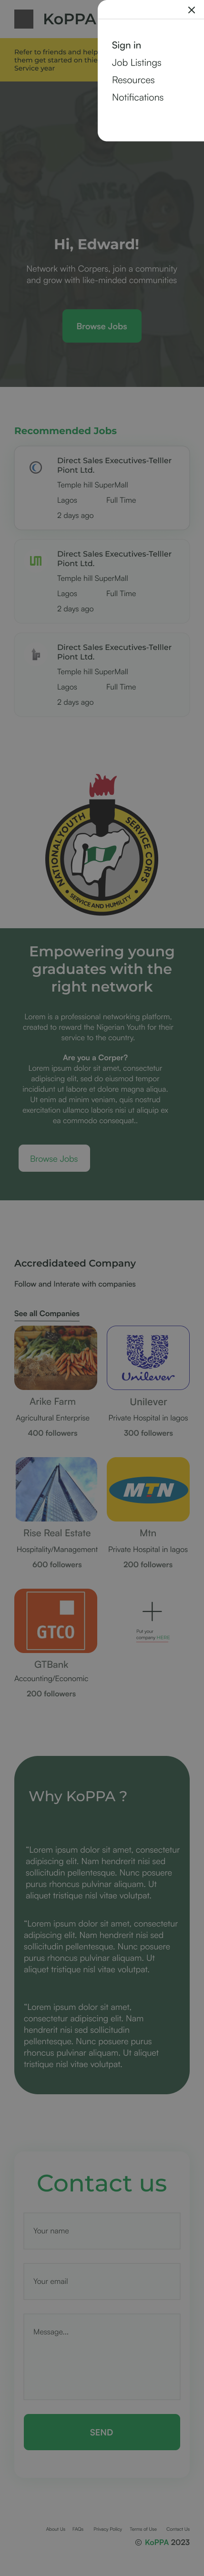 KoPPA
Sign in
Job Listings
Resources
Notifications
Refer to friends and help
them get started on
Service year
Hi, Edward!
Network with Corpers, join a community
and grow with like-minded communities
Browse Jobs
Recommended Jobs
Direct Sales Executives-Telller
Piont Ltd.
Temple hill SuperMall
Lagos Full Time
2 days ago
Direct Sales Executives-Telller
Piont Ltd.
Temple hill SuperMall
Lagos Full Time
2 days ago
Direct Sales Executives-Telller
Piont Ltd.
Temple hill SuperMall
Lagos Full Time
2 days ago
NATIONAL YOUTH SERVICE CORPS
SERVICE AND HUMILITY
Empowering young
graduates with the
right network
Lorem is a professional networking platform,
created to reward the Nigerian Youth for their
service to the country.
Are you a Corper?
Lorem ipsum dolor sit amet, consectetur
adipiscing elit, sed do eiusmod tempor
incididunt ut labore et dolore magna aliqua.
Ut enim ad minim veniam, quis nostrud
exercitation ullamco laboris nisi ut aliquip ex
ea commodo consequat..
Browse Jobs
Accredidateed Company
Follow and Interate with companies
See all Companies
Unilever
Arike Farm
Agricultural Enterprise
400 followers
Unilever
Private Hospital in lagos
300 followers
MTN
Rise Real Estate
Hospitality/Management
600 followers
Mtn
Private Hospital in lagos
200 followers
GTCO
Put your
company HERE
GTBank
Accounting/Economic
200 followers
Why KoPPA ?
"Lorem ipsum dolor sit amet, consectetur
adipiscing elit. Nam hendrerit nisi sed
sollicitudin pellentesque. Nunc posuere
purus rhoncus pulvinar aliquam. Ut
aliquet tristique nisl vitae volutpat.
"Lorem ipsum dolor sit amet, consectetur
adipiscing elit. Nam hendrerit nisi sed
sollicitudin pellentesque. Nunc posuere
purus rhoncus pulvinar aliquam. Ut
aliquet tristique nisl vitae volutpat.
"Lorem ipsum dolor sit amet,
consectetur adipiscing elit. Nam
hendrerit nisi sed sollicitudin
pellentesque. Nunc posuere purus
rhoncus pulvinar aliquam. Ut aliquet
tristique nisl vitae volutpat.
Contact us
Your name
Your email
Message...
SEND
About Us FAQs Privacy Policy Terms of Use Contact Us
© KoPPA 2023